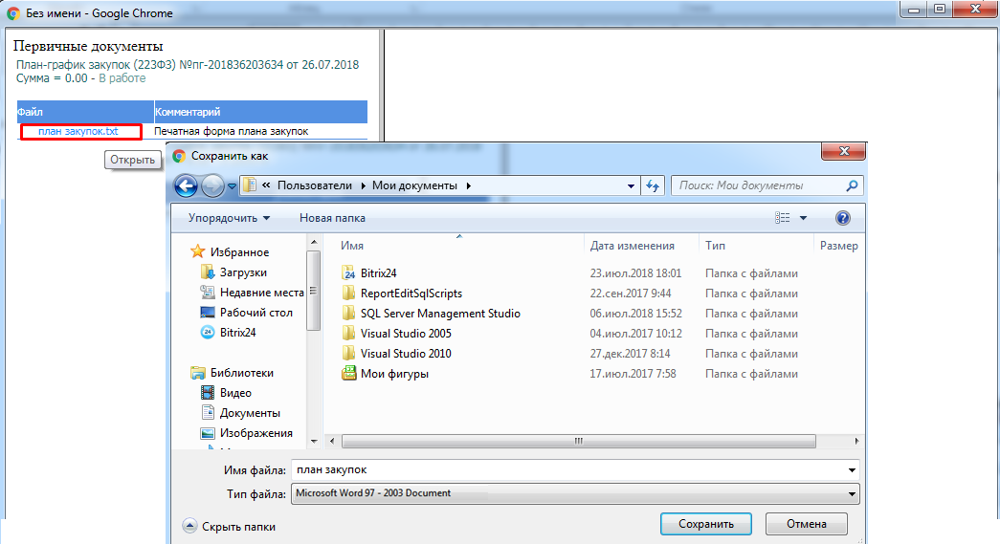 Без имени - Google Chrome
Первичные документы
План-график закупок (223ФЗ) №пг-201836203634 от 26.07.2018
Сумма = 0.00 - В работе
Файл Комментарий
план закупок.txt Печатная форма плана закупок
Открыть
Сохранить как
« Пользователи Мои документы
Поиск: Мои документы
Упорядочить Новая папка
Избранное
Загрузки
Недавние места
Рабочий стол
Bitrix24
Библиотеки
Видео
Документы
Изображения
Имя Дата изменения Тип Размер
Bitrix24 23.июл.2018 18:01 Папка с файлами
ReportEditSqlScripts 22.сен.2017 9:44 Папка с файлами
SQL Server Management Studio 06.июл.2018 15:52 Папка с файлами
Visual Studio 2005 04.июл.2017 10:12 Папка с файлами
Visual Studio 2010 27.дек.2017 8:14 Папка с файлами
Мои фигуры 17.июл.2017 7:58 Папка с файлами
Имя файла: план закупок
Тип файла: Microsoft Word 97 - 2003 Document
Скрыть папки Сохранить Отмена